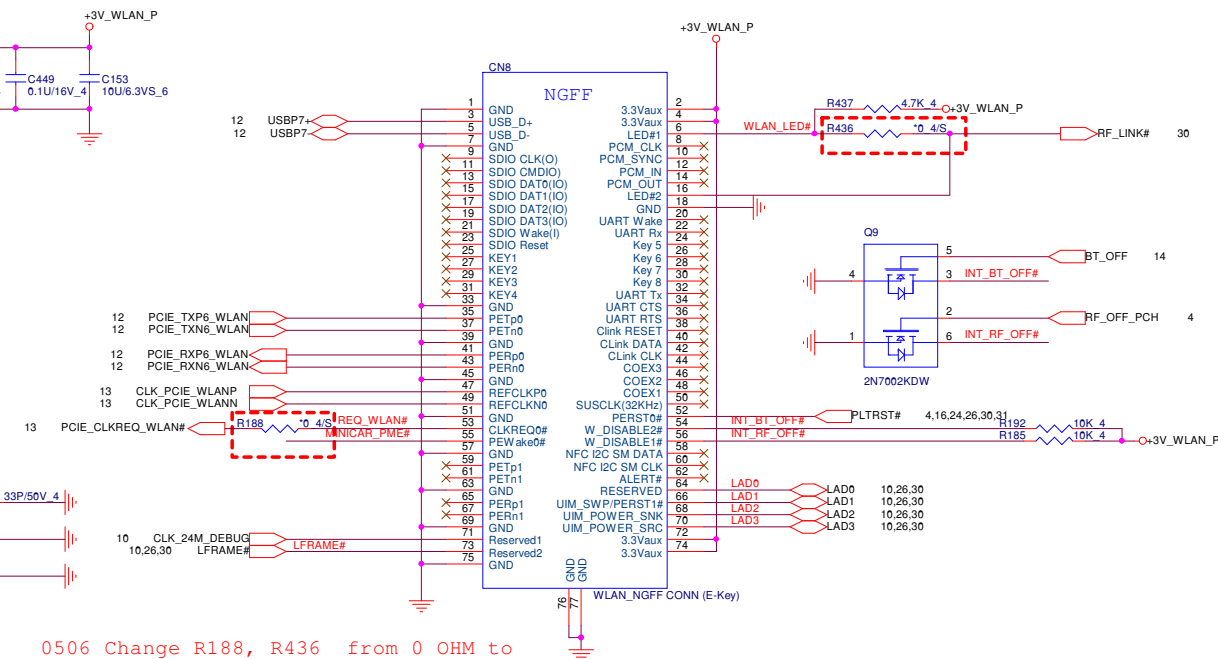 +3V_WLAN_P
C449
0.1U/16V_4
C153
10U/6.3VS_6
+3V_WLAN_P
CN8
NGFF
1 GND
3 USB_D+
5 USB_D-
7 GND
9 SDIO CLK(O)
11 SDIO CMDIO)
13 SDIO DAT0(IO)
15 SDIO DAT1(IO)
17 SDIO DAT2(IO)
19 SDIO DAT3(IO)
21 SDIO Wake(I)
23 SDIO Reset
25 KEY1
27 KEY2
29 KEY3
31 KEY4
33 GND
35 PETp0
37 PETn0
39 GND
41 PERp0
43 PERn0
45 GND
47 REFCLKP0
49 REFCLKN0
51 GND
53 CLKREQ0#
55 PEWake0#
57 GND
59 PETp1
61 PETn1
63 GND
65 PERp1
67 PERn1
69 GND
71 Reserved1
73 Reserved2
75 GND
3.3Vaux 2
3.3Vaux 4
LED#1 6
PCM_CLK 8
PCM_SYNC 10
PCM_IN 12
PCM_OUT 14
LED#2 16
GND 18
UART Wake 20
UART Rx 22
Key 5 24
Key 6 26
Key 7 28
Key 8 30
UART Tx 32
UART CTS 34
UART RTS 36
Clink RESET 38
CLink DATA 40
CLink CLK 42
COEX3 44
COEX2 46
COEX1 48
SUSCLK(32KHz) 50
PERST0# 52
W_DISABLE2# 54
W_DISABLE1# 56
NFC I2C SM DATA 58
NFC I2C SM CLK 60
ALERT# 62
RESERVED 64
UIM_SWP/PERST1# 66
UIM_POWER_SNK 68
UIM_POWER_SRC 70
3.3Vaux 72
3.3Vaux 74
GND 76
GND 77
WLAN_NGFF CONN (E-Key)
12 USBP7+
12 USBP7-
12 PCIE_TXP6_WLAN
12 PCIE_TXN6_WLAN
12 PCIE_RXP6_WLAN
12 PCIE_RXN6_WLAN
13 CLK_PCIE_WLANP
13 CLK_PCIE_WLANN
13 PCIE_CLKREQ_WLAN# R188 *0_4/S REQ_WLAN#
MINICAR_PME#
33P/50V_4
10 CLK_24M_DEBUG
10,26,30 LFRAME# LFRAME#
R437 4.7K_4 +3V_WLAN_P
WLAN_LED# R436 *0_4/S RF_LINK# 30
Q9
5 BT_OFF 14
4 3 INT_BT_OFF#
2 RF_OFF_PCH 4
1 6 INT_RF_OFF#
2N7002KDW
PLTRST# 4,16,24,26,30,31
INT_BT_OFF# R192 10K_4
INT_RF_OFF# R185 10K_4 +3V_WLAN_P
LAD0 LAD0 10,26,30
LAD1 LAD1 10,26,30
LAD2 LAD2 10,26,30
LAD3 LAD3 10,26,30
0506 Change R188, R436 from 0 OHM to